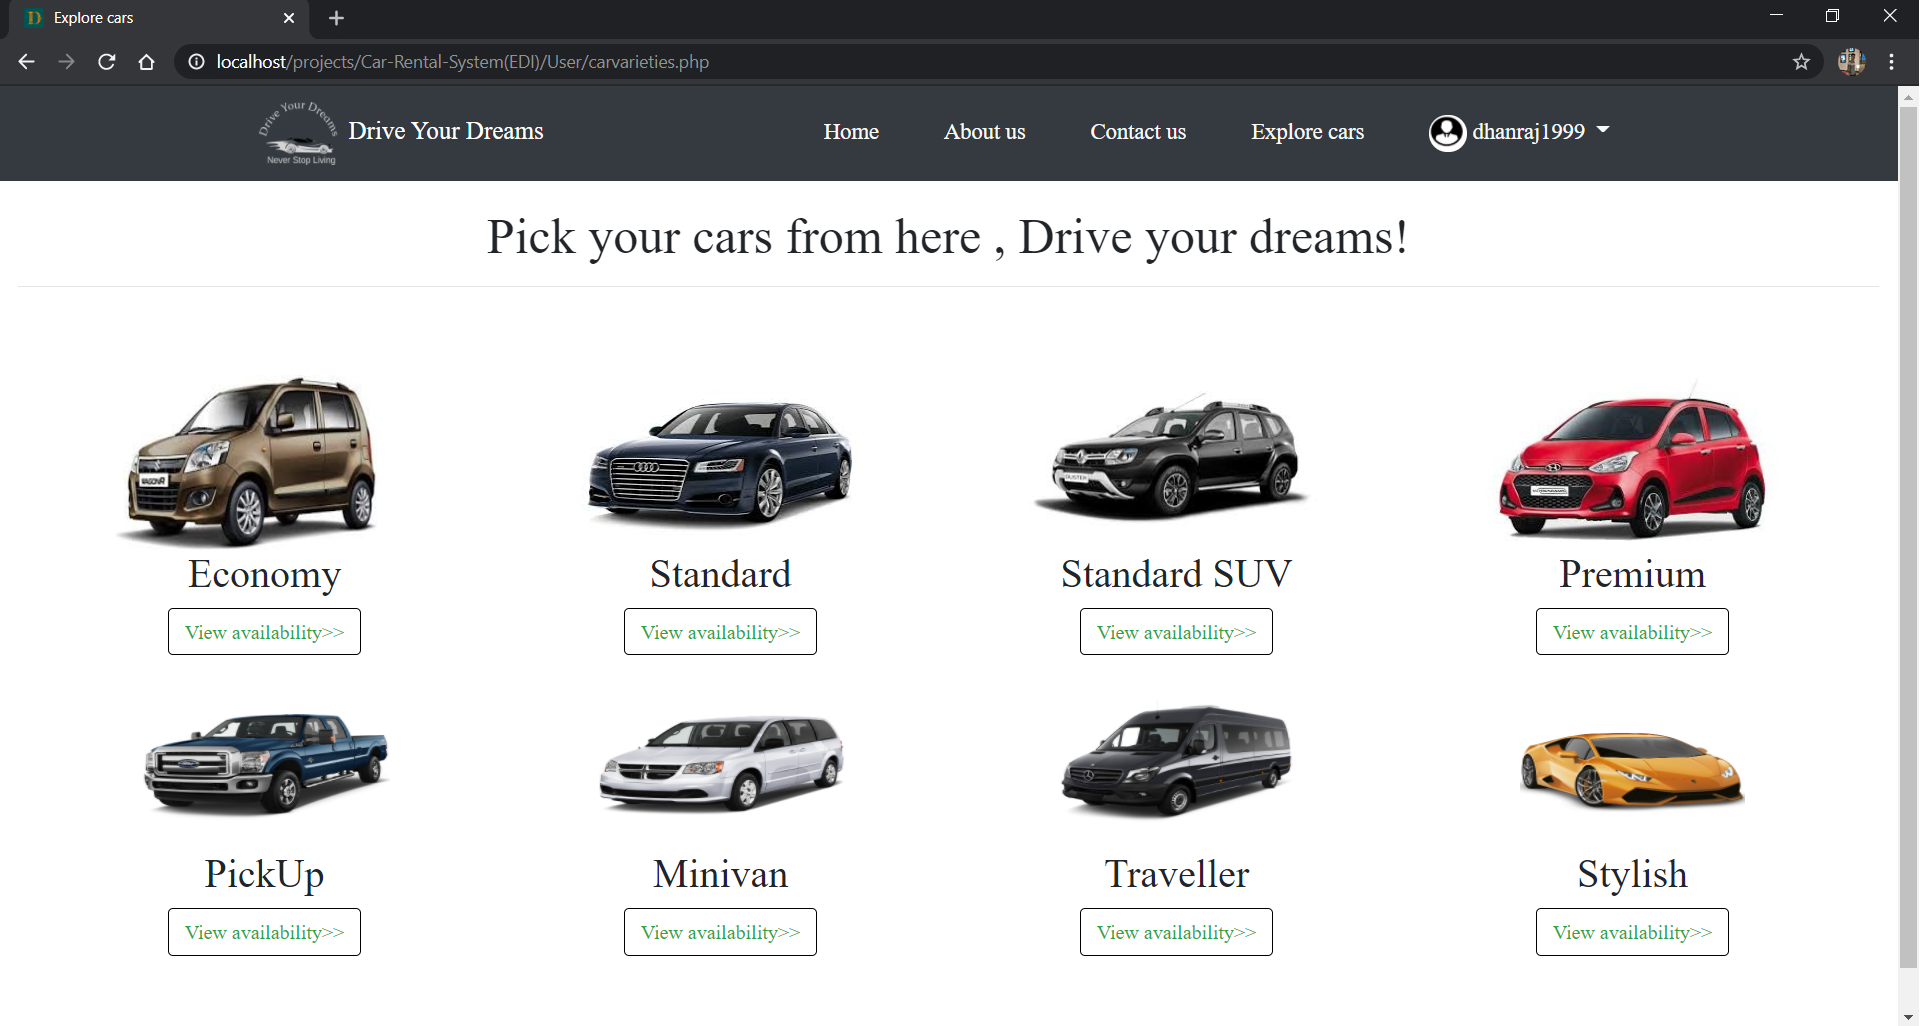 D Explore cars
localhost/projects/Car-Rental-System(EDI)/User/carvarieties.php
Drive Your Dreams
Never Stop Living
Drive Your Dreams
Home
About us
Contact us
Explore cars
dhanraj1999
Pick your cars from here , Drive your dreams!
WAGONR
DUSTER
Economy
Standard
Standard SUV
Premium
View availability>>
View availability>>
View availability>>
View availability>>
PickUp
Minivan
Traveller
Stylish
View availability>>
View availability>>
View availability>>
View availability>>